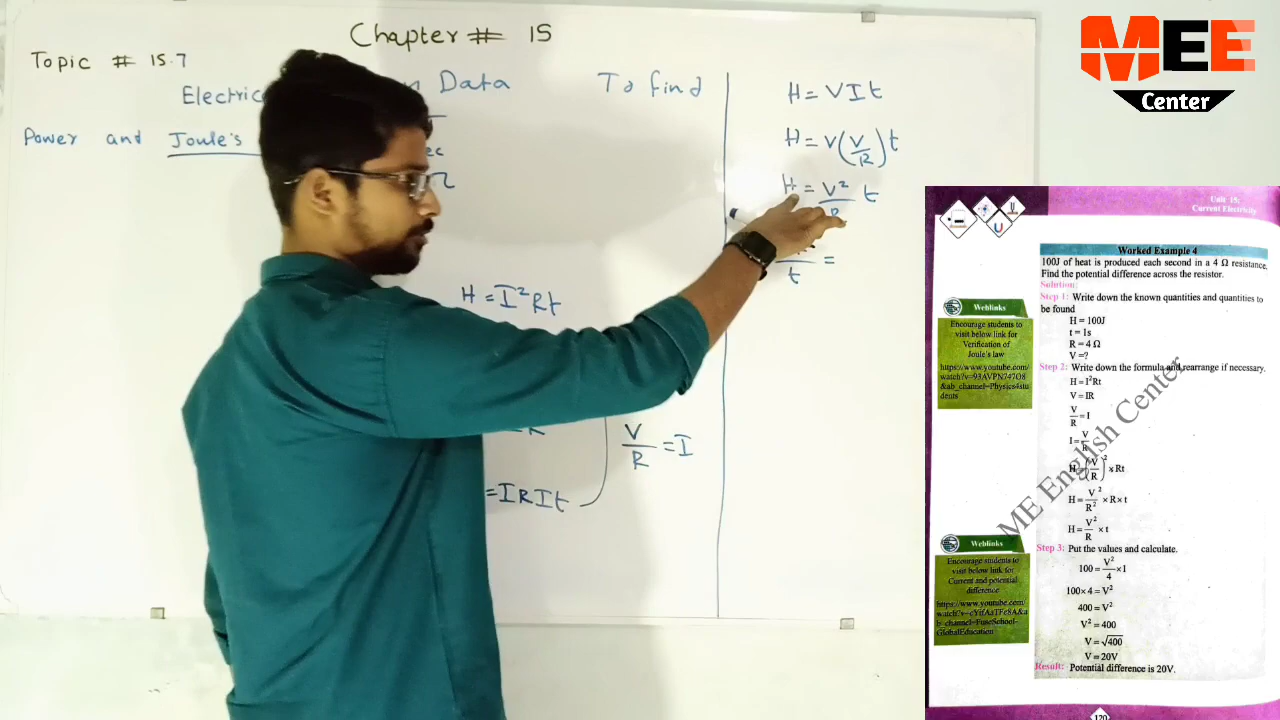 Chapter # 15
Topic # 15.7
Electric
n Data
To find
Power and Joule's
ec
Ω
H = I²Rt
R
V/R = I
= IRIt
H = VIt
H = V(V/R)t
H = V²/R t
t =
MEE
Center
Unit 15:
Current Electricity
Worked Example 4
100J of heat is produced each second in a 4 Ω resistance.
Find the potential difference across the resistor.
Solution:
Step 1: Write down the known quantities and quantities to
be found
H = 100J
t = 1s
R = 4 Ω
V = ?
Step 2: Write down the formula and rearrange if necessary.
H = I²Rt
V = IR
V/R = I
I = V/R
H = (V/R)² × Rt
H = V²/R² × R × t
H = V²/R × t
Step 3: Put the values and calculate.
100 = V²/4 × 1
100 × 4 = V²
400 = V²
V² = 400
V = √400
V = 20V
Result: Potential difference is 20V.
120
Weblinks
Encourage students to
visit below link for
Verification of
Joule's law
https://www.youtube.com/
watch?v=93AVPN747O8
&ab_channel=Physics4stu
dents
Weblinks
Encourage students to
visit below link for
Current and potential
difference
https://www.youtube.com/
watch?v=cYifAaTFc8A&a
b_channel=FuseSchool-
GlobalEducation
ME English Center